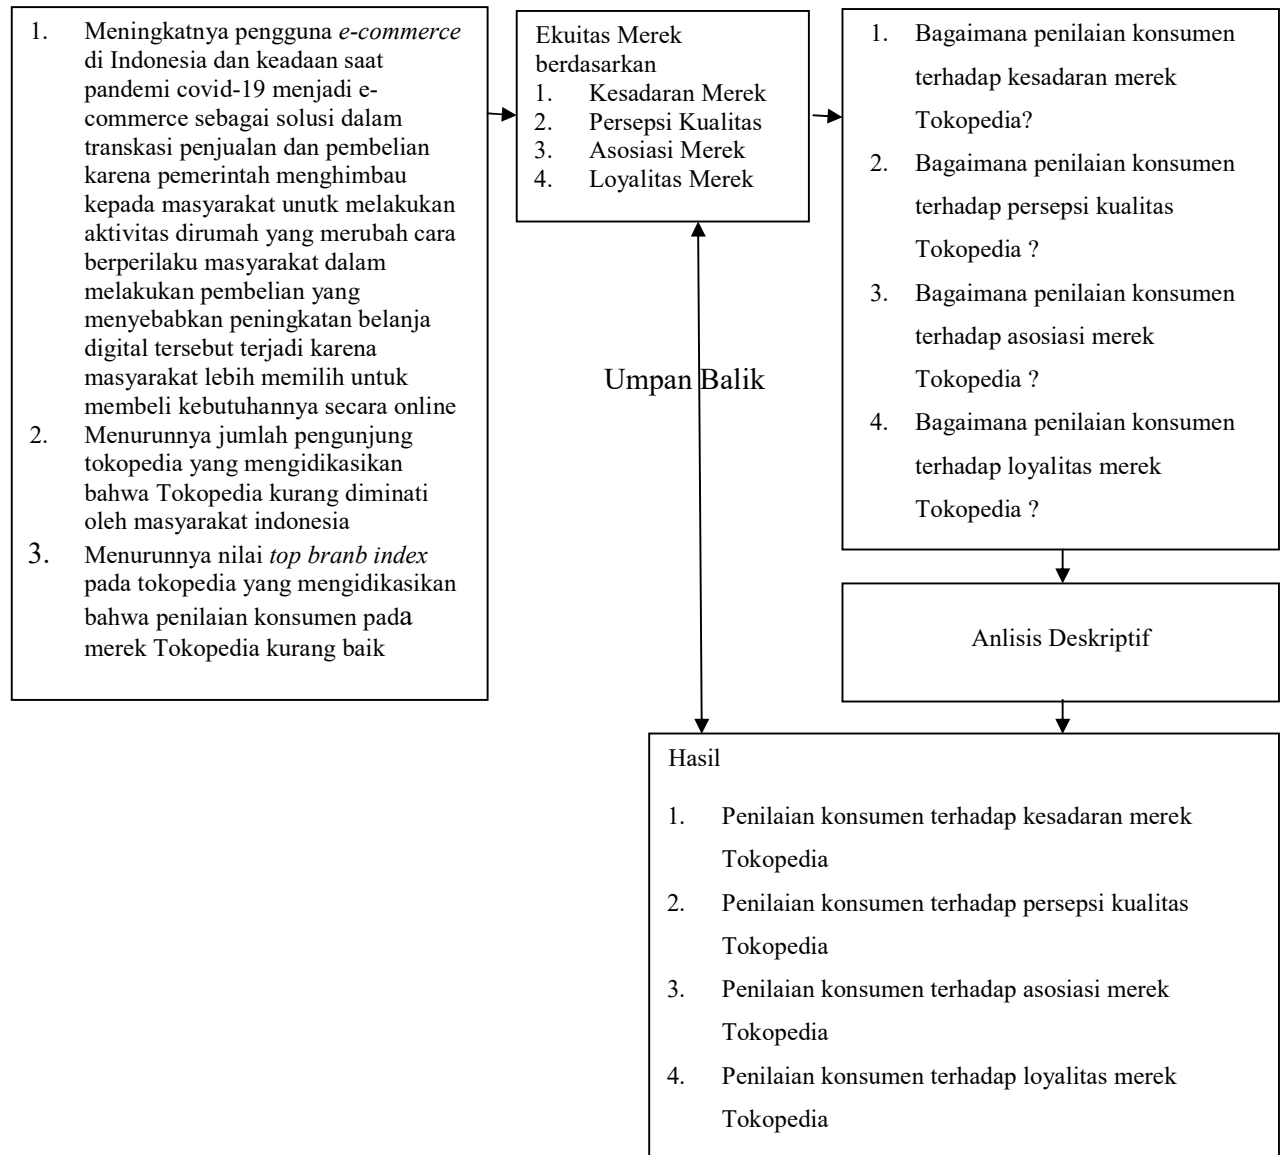 1. Meningkatnya pengguna e-commerce
di Indonesia dan keadaan saat
pandemi covid-19 menjadi e-
commerce sebagai solusi dalam
transkasi penjualan dan pembelian
karena pemerintah menghimbau
kepada masyarakat unutk melakukan
aktivitas dirumah yang merubah cara
berperilaku masyarakat dalam
melakukan pembelian yang
menyebabkan peningkatan belanja
digital tersebut terjadi karena
masyarakat lebih memilih untuk
membeli kebutuhannya secara online
2. Menurunnya jumlah pengunjung
tokopedia yang mengidikasikan
bahwa Tokopedia kurang diminati
oleh masyarakat indonesia
3. Menurunnya nilai top branb index
pada tokopedia yang mengidikasikan
bahwa penilaian konsumen pada
merek Tokopedia kurang baik
Ekuitas Merek
berdasarkan
1. Kesadaran Merek
2. Persepsi Kualitas
3. Asosiasi Merek
4. Loyalitas Merek
Umpan Balik
1. Bagaimana penilaian konsumen
terhadap kesadaran merek
Tokopedia?
2. Bagaimana penilaian konsumen
terhadap persepsi kualitas
Tokopedia ?
3. Bagaimana penilaian konsumen
terhadap asosiasi merek
Tokopedia ?
4. Bagaimana penilaian konsumen
terhadap loyalitas merek
Tokopedia ?
Anlisis Deskriptif
Hasil
1. Penilaian konsumen terhadap kesadaran merek
Tokopedia
2. Penilaian konsumen terhadap persepsi kualitas
Tokopedia
3. Penilaian konsumen terhadap asosiasi merek
Tokopedia
4. Penilaian konsumen terhadap loyalitas merek
Tokopedia